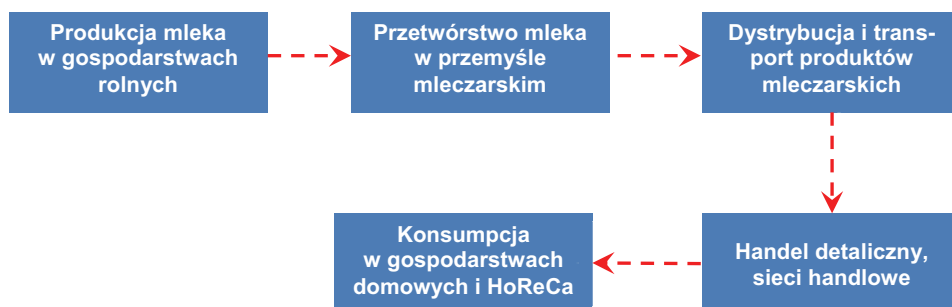 Produkcja mleka
w gospodarstwach
rolnych
Przetwórstwo mleka
w przemyśle
mleczarskim
Dystrybucja i trans-
port produktów
mleczarskich
Handel detaliczny,
sieci handlowe
Konsumpcja
w gospodarstwach
domowych i HoReCa